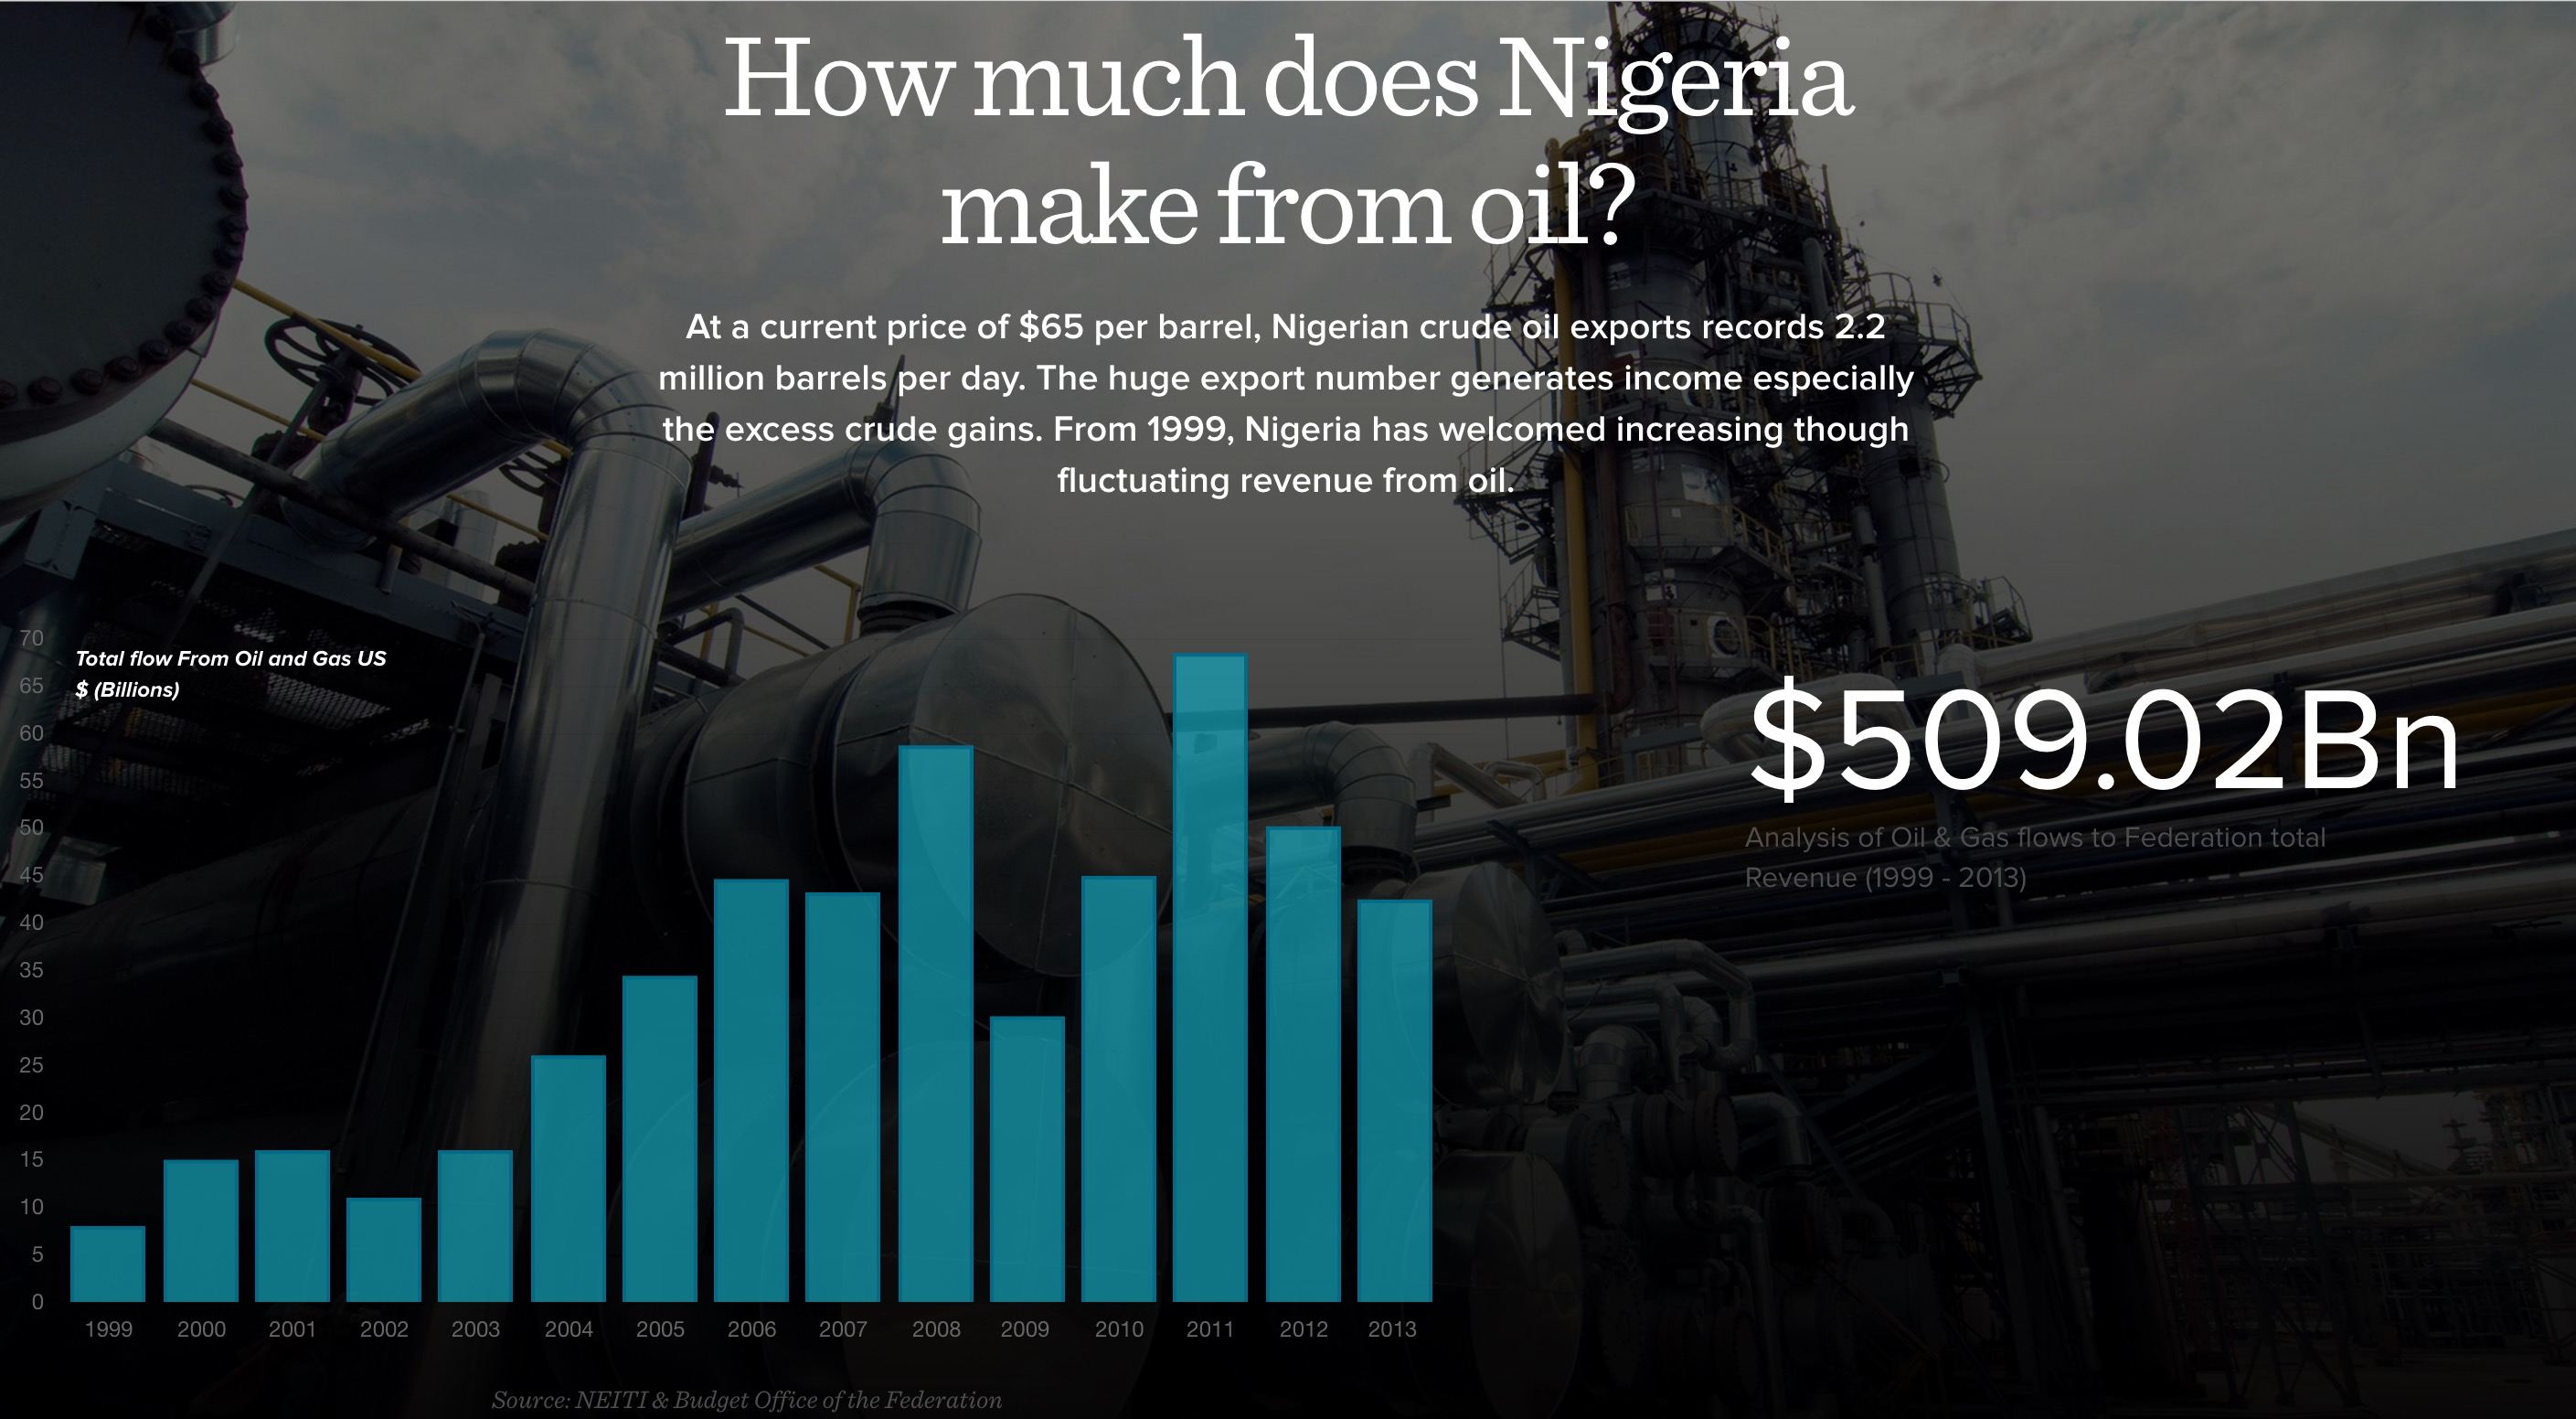 How much does Nigeria
make from oil?
At a current price of $65 per barrel, Nigerian crude oil exports records 2.2
million barrels per day. The huge export number generates income especially
the excess crude gains. From 1999, Nigeria has welcomed increasing though
fluctuating revenue from oil.
Total flow From Oil and Gas US
$ (Billions)
70
65
60
55
50
45
40
35
30
25
20
15
10
5
0
1999 2000 2001 2002 2003 2004 2005 2006 2007 2008 2009 2010 2011 2012 2013
$509.02Bn
Analysis of Oil & Gas flows to Federation total
Revenue (1999 - 2013)
Source: NEITI & Budget Office of the Federation